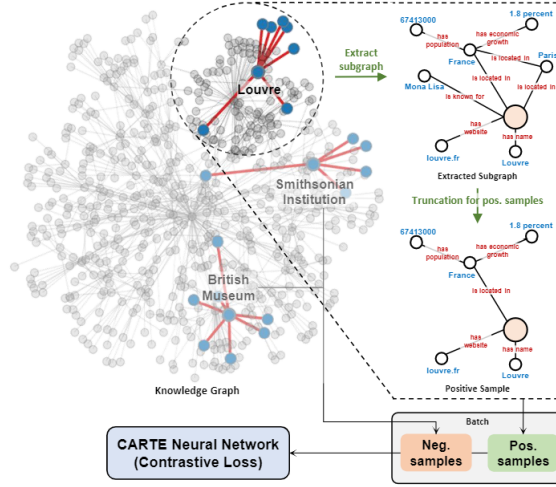 67413000
1.8 percent
has
population
has economic
growth
Louvre
Extract
subgraph
France
is located in
Paris
is located in
is located in
Mona Lisa
is known for
has
website
has name
louvre.fr
Louvre
Extracted Subgraph
Smithsonian
Institution
Truncation for pos. samples
67413000
1.8 percent
has
population
has economic
growth
France
is located in
British
Museum
has
website
has name
louvre.fr
Louvre
Knowledge Graph
Positive Sample
Batch
CARTE Neural Network
(Contrastive Loss)
Neg.
samples
Pos.
samples